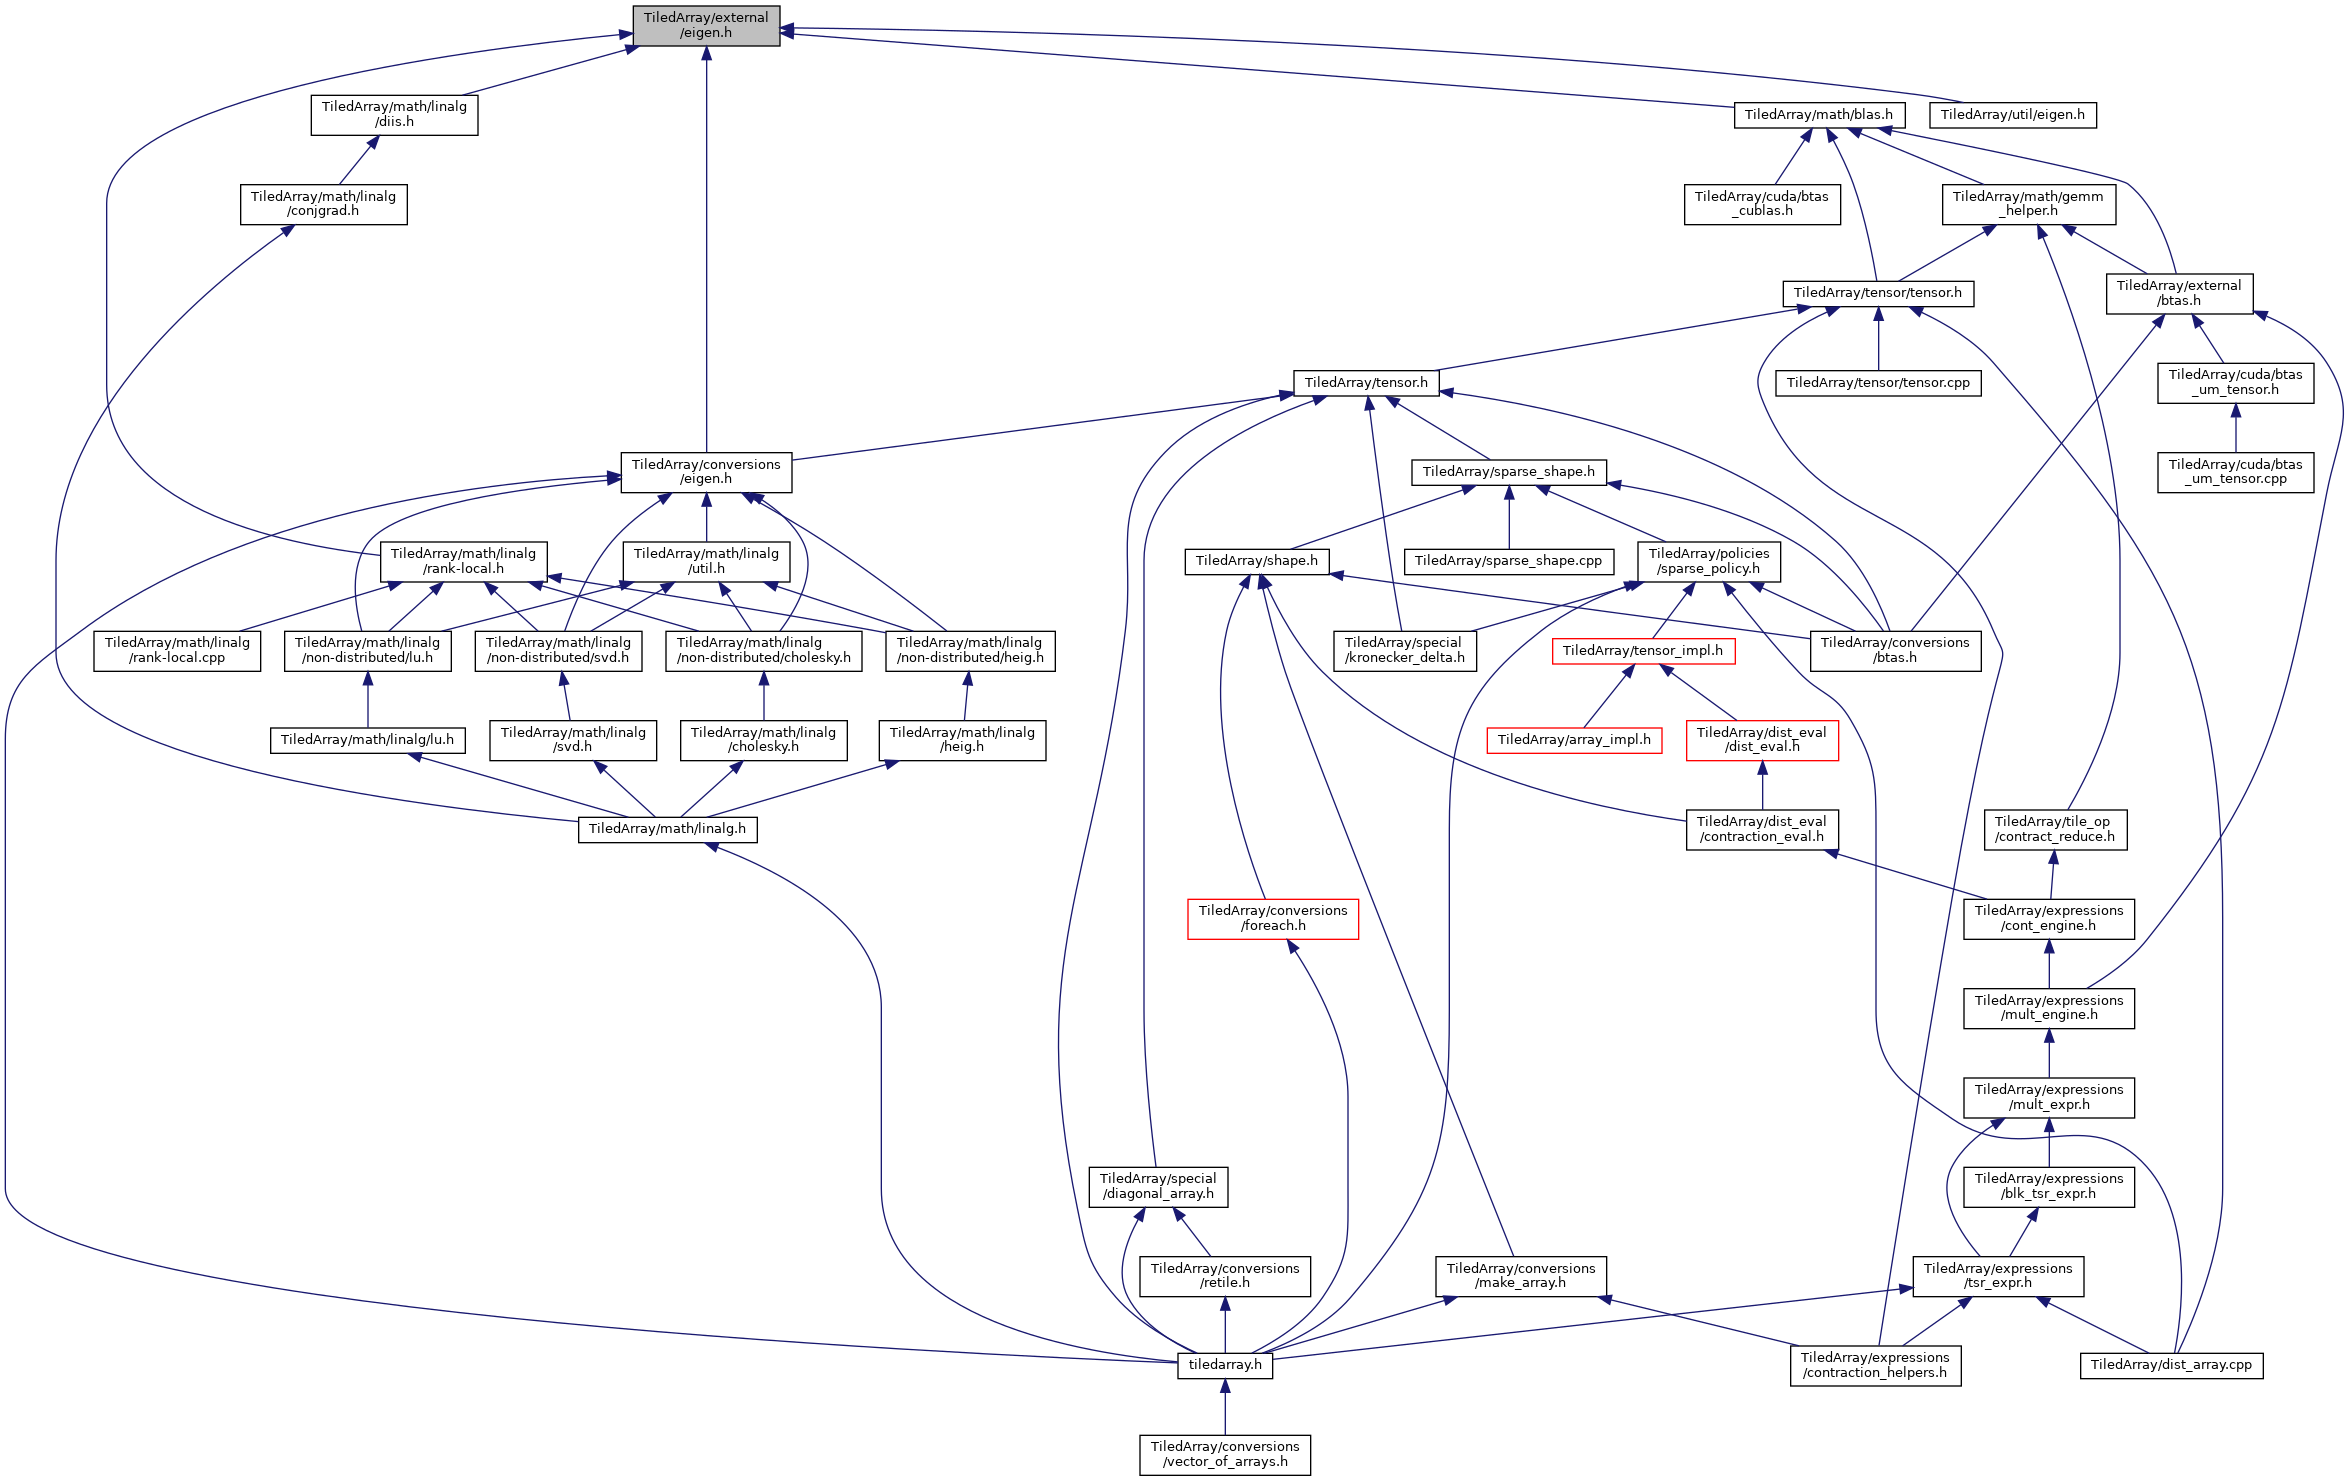 TiledArray/external
/eigen.h
TiledArray/math/linalg
/diis.h
TiledArray/math/blas.h
TiledArray/util/eigen.h
TiledArray/math/linalg
/conjgrad.h
TiledArray/cuda/btas
_cublas.h
TiledArray/math/gemm
_helper.h
TiledArray/tensor/tensor.h
TiledArray/external
/btas.h
TiledArray/tensor.h
TiledArray/tensor/tensor.cpp
TiledArray/cuda/btas
_um_tensor.h
TiledArray/conversions
/eigen.h
TiledArray/sparse_shape.h
TiledArray/cuda/btas
_um_tensor.cpp
TiledArray/math/linalg
/rank-local.h
TiledArray/math/linalg
/util.h
TiledArray/shape.h
TiledArray/sparse_shape.cpp
TiledArray/policies
/sparse_policy.h
TiledArray/math/linalg
/rank-local.cpp
TiledArray/math/linalg
/non-distributed/lu.h
TiledArray/math/linalg
/non-distributed/svd.h
TiledArray/math/linalg
/non-distributed/cholesky.h
TiledArray/math/linalg
/non-distributed/heig.h
TiledArray/special
/kronecker_delta.h
TiledArray/tensor_impl.h
TiledArray/conversions
/btas.h
TiledArray/math/linalg/lu.h
TiledArray/math/linalg
/svd.h
TiledArray/math/linalg
/cholesky.h
TiledArray/math/linalg
/heig.h
TiledArray/array_impl.h
TiledArray/dist_eval
/dist_eval.h
TiledArray/math/linalg.h
TiledArray/dist_eval
/contraction_eval.h
TiledArray/tile_op
/contract_reduce.h
TiledArray/conversions
/foreach.h
TiledArray/expressions
/cont_engine.h
TiledArray/expressions
/mult_engine.h
TiledArray/expressions
/mult_expr.h
TiledArray/special
/diagonal_array.h
TiledArray/expressions
/blk_tsr_expr.h
TiledArray/conversions
/retile.h
TiledArray/conversions
/make_array.h
TiledArray/expressions
/tsr_expr.h
tiledarray.h
TiledArray/expressions
/contraction_helpers.h
TiledArray/dist_array.cpp
TiledArray/conversions
/vector_of_arrays.h